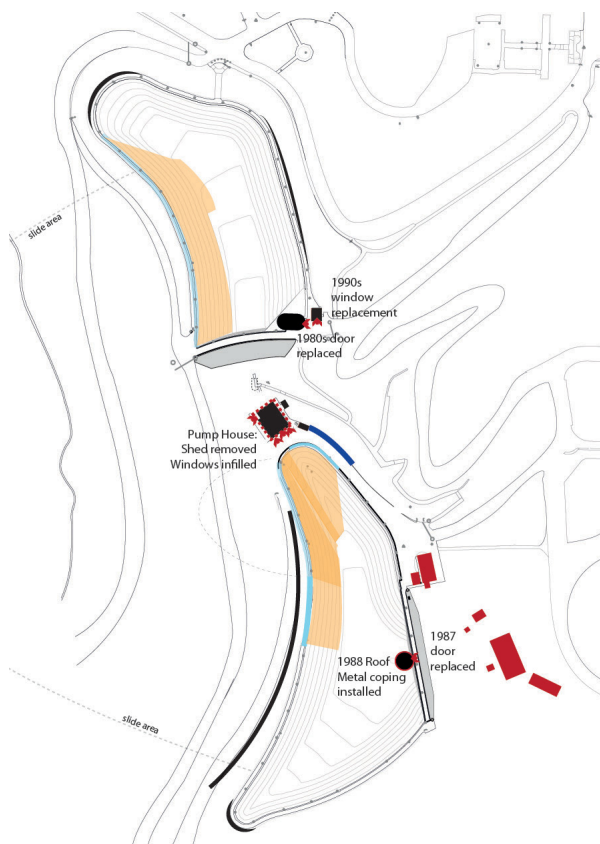 slide area
1990s
window
replacement
1980s door
replaced
Pump House:
Shed removed
Windows infilled
1987
door
replaced
1988 Roof
Metal coping
installed
slide area